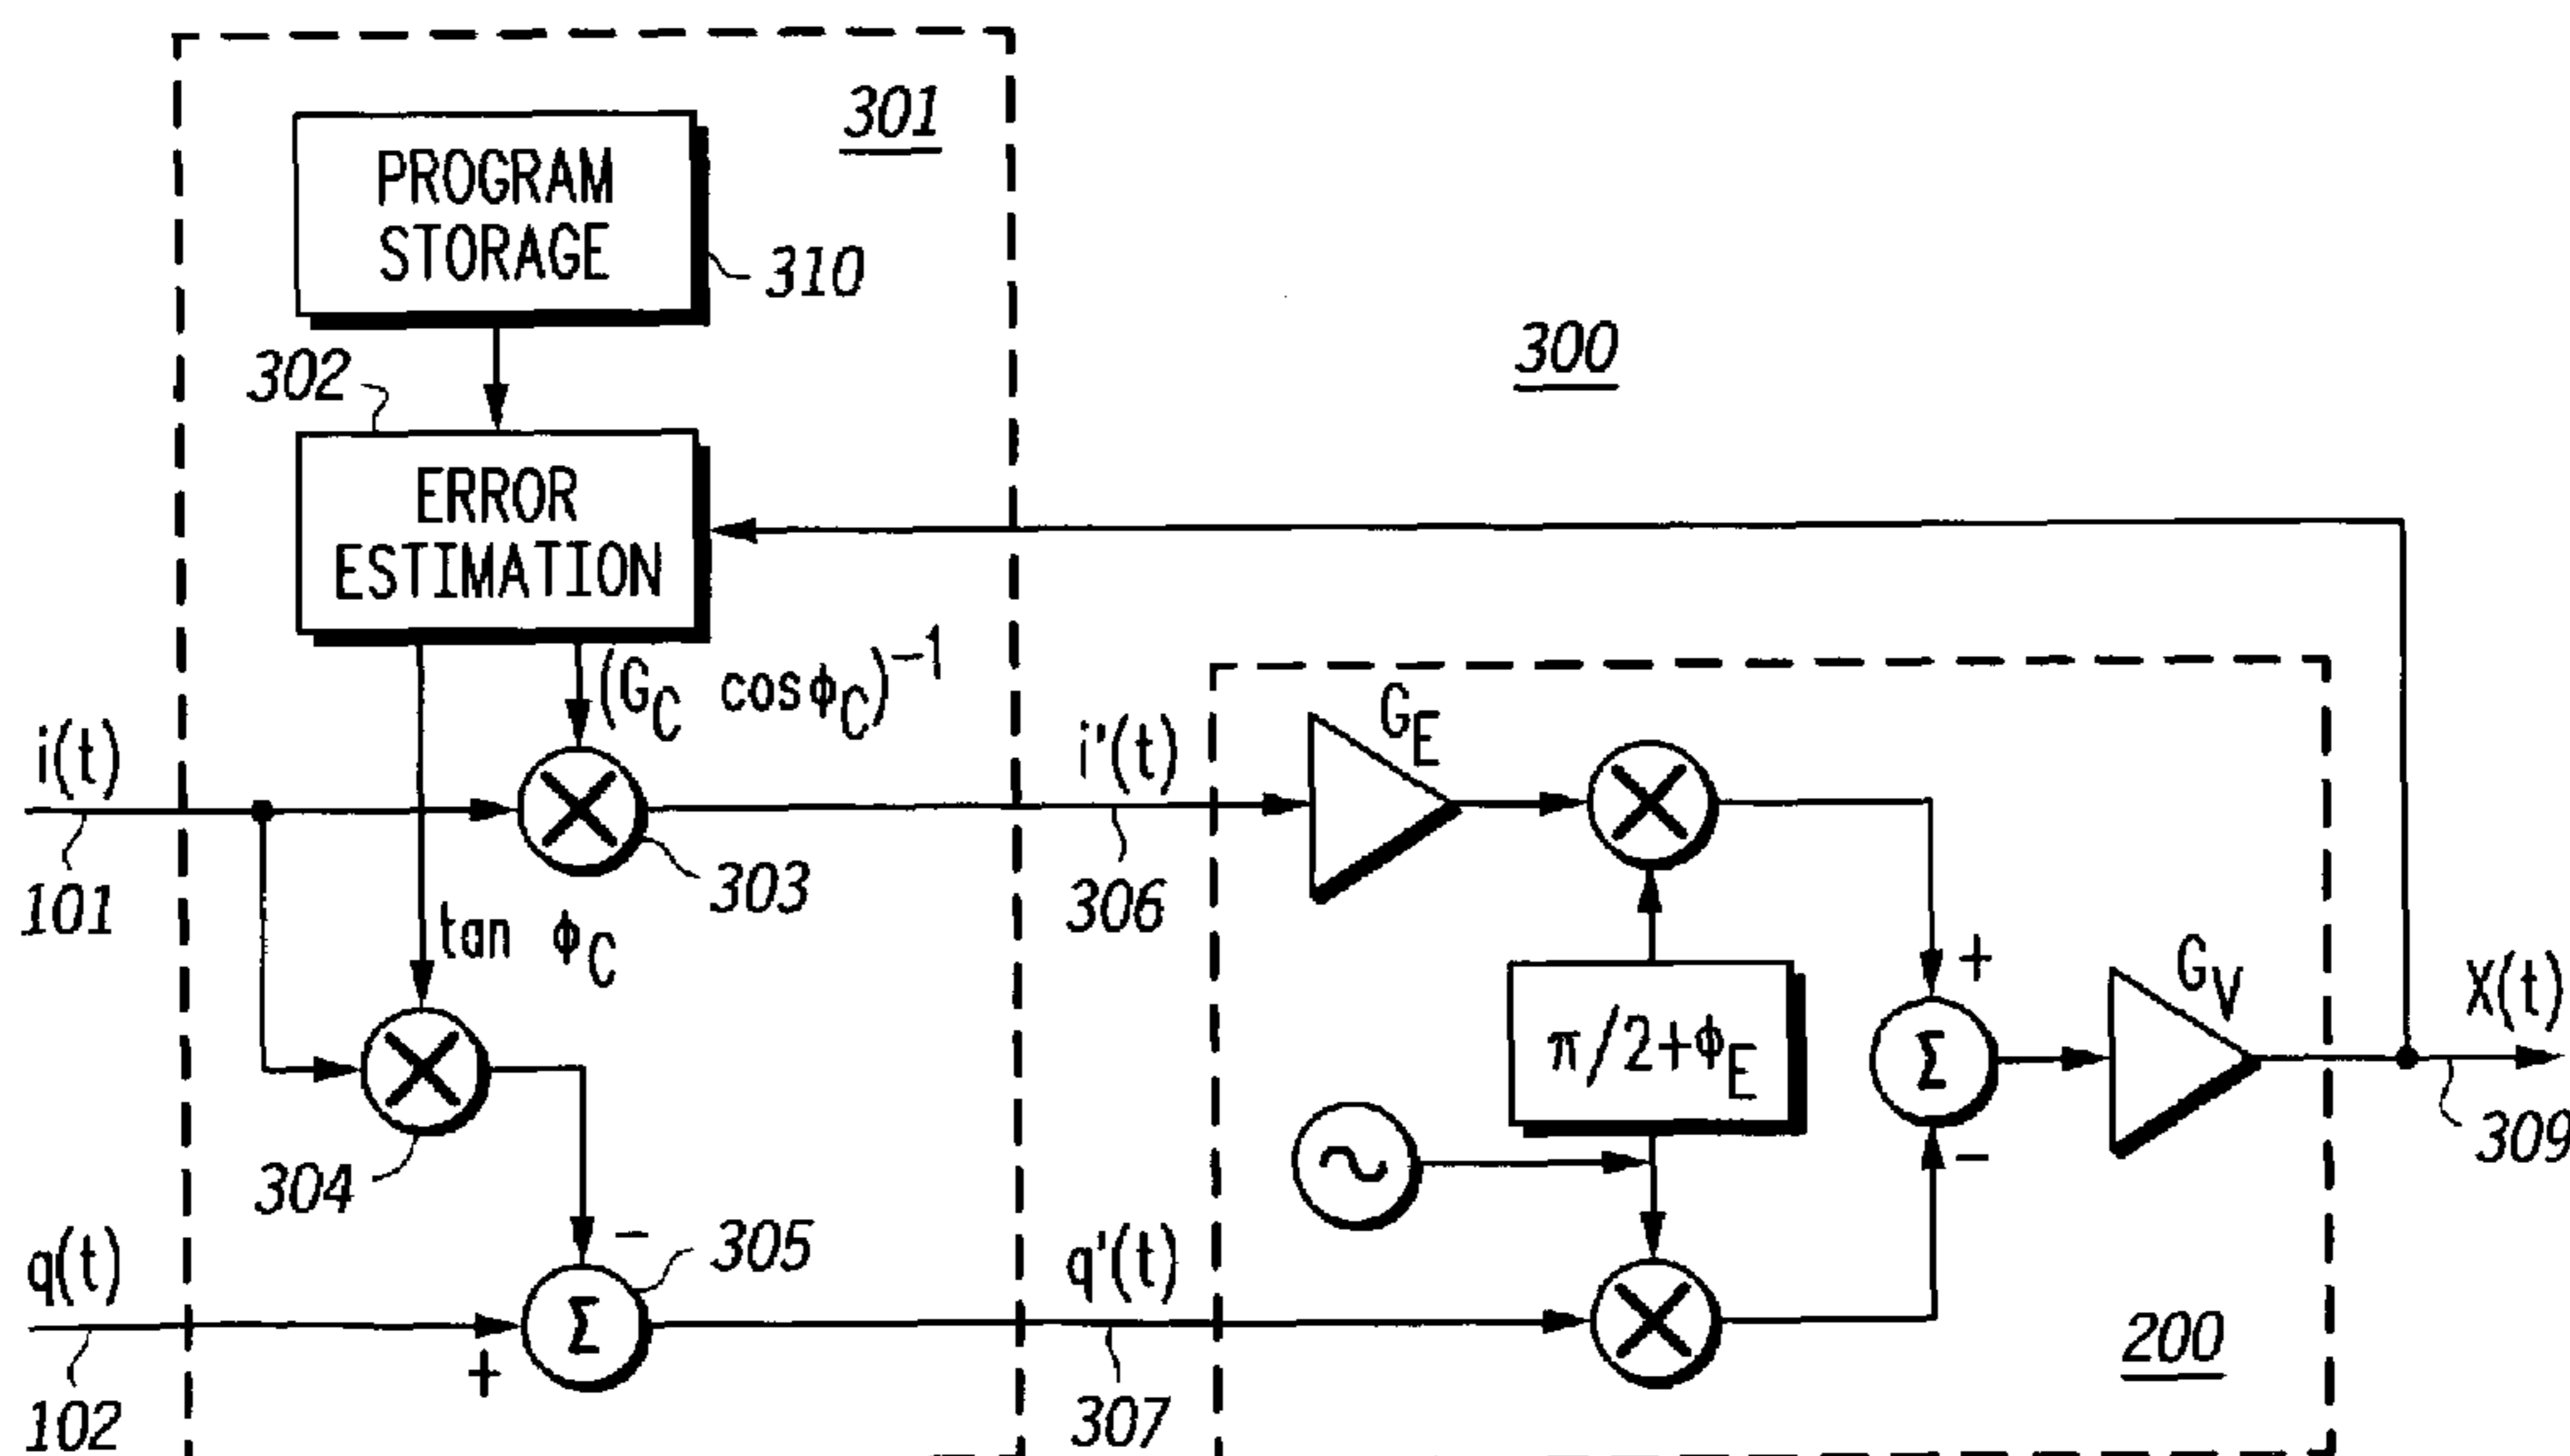 301
PROGRAM
STORAGE
310
300
302
ERROR
ESTIMATION
(G_C cosϕ_C)^-1
i(t)
101
303
tan ϕ_C
304
q(t)
102
305
-
+
i'(t)
306
q'(t)
307
G_E
π/2+ϕ_E
~
+
Σ
-
G_V
X(t)
309
Σ
200